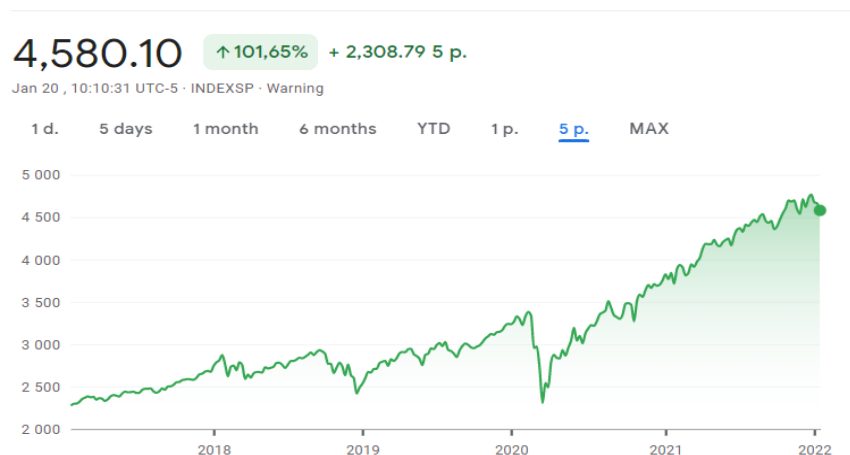 4,580.10 ↑ 101,65% + 2,308.79 5 p.
Jan 20 , 10:10:31 UTC-5 · INDEXSP · Warning
1 d. 5 days 1 month 6 months YTD 1 p. 5 p. MAX
5 000
4 500
4 000
3 500
3 000
2 500
2 000
2018 2019 2020 2021 2022